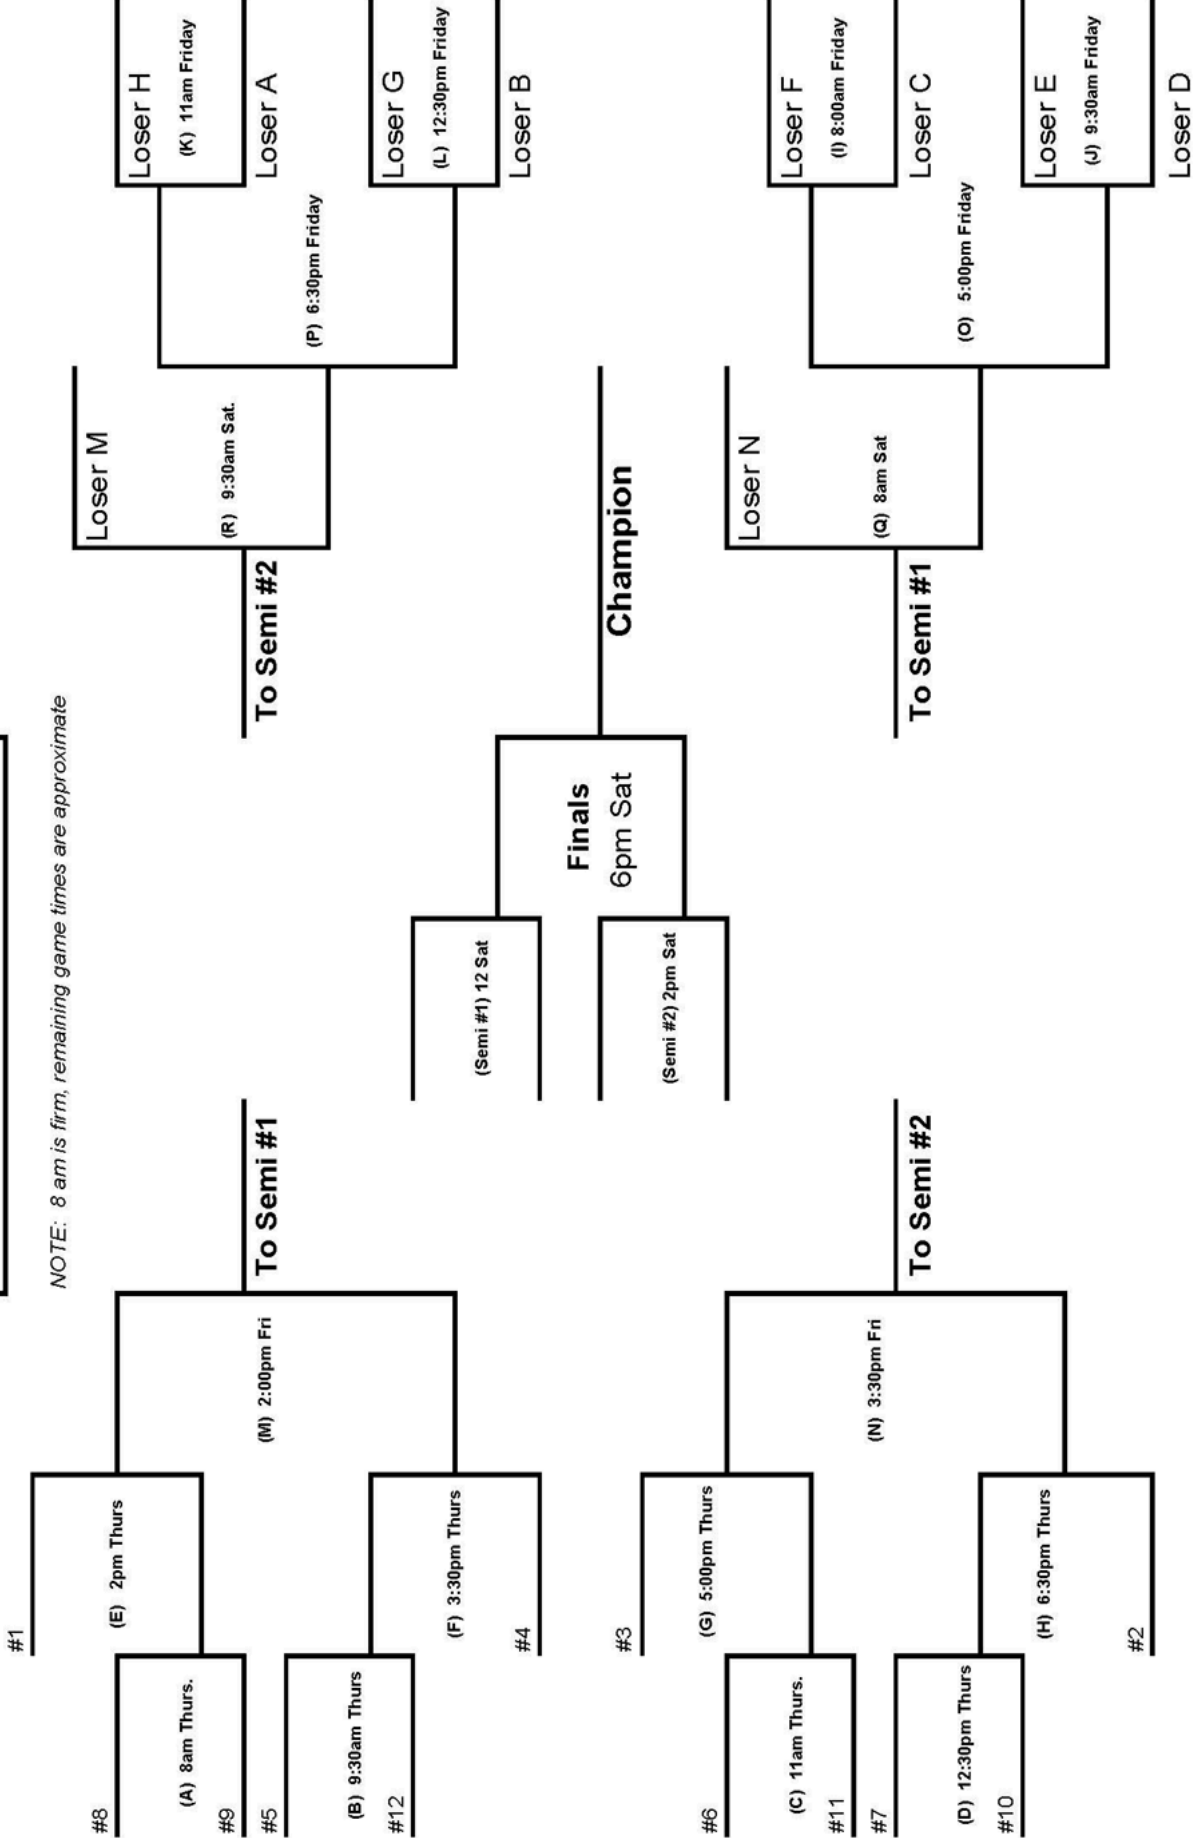 NOTE: 8 am is firm, remaining game times are approximate
#1
(E) 2pm Thurs
#8
(A) 8am Thurs.
#9
(M) 2:00pm Fri
To Semi #1
#5
(B) 9:30am Thurs
#12
(F) 3:30pm Thurs
#4
#3
(G) 5:00pm Thurs
#6
(C) 11am Thurs.
#11
(N) 3:30pm Fri
To Semi #2
#7
(D) 12:30pm Thurs
#10
(H) 6:30pm Thurs
#2
(Semi #1) 12 Sat
Finals
6pm Sat
(Semi #2) 2pm Sat
Champion
Loser M
(R) 9:30am Sat.
To Semi #2
Loser H
(K) 11am Friday
Loser A
(P) 6:30pm Friday
Loser G
(L) 12:30pm Friday
Loser B
Loser N
(Q) 8am Sat
To Semi #1
Loser F
(I) 8:00am Friday
Loser C
(O) 5:00pm Friday
Loser E
(J) 9:30am Friday
Loser D